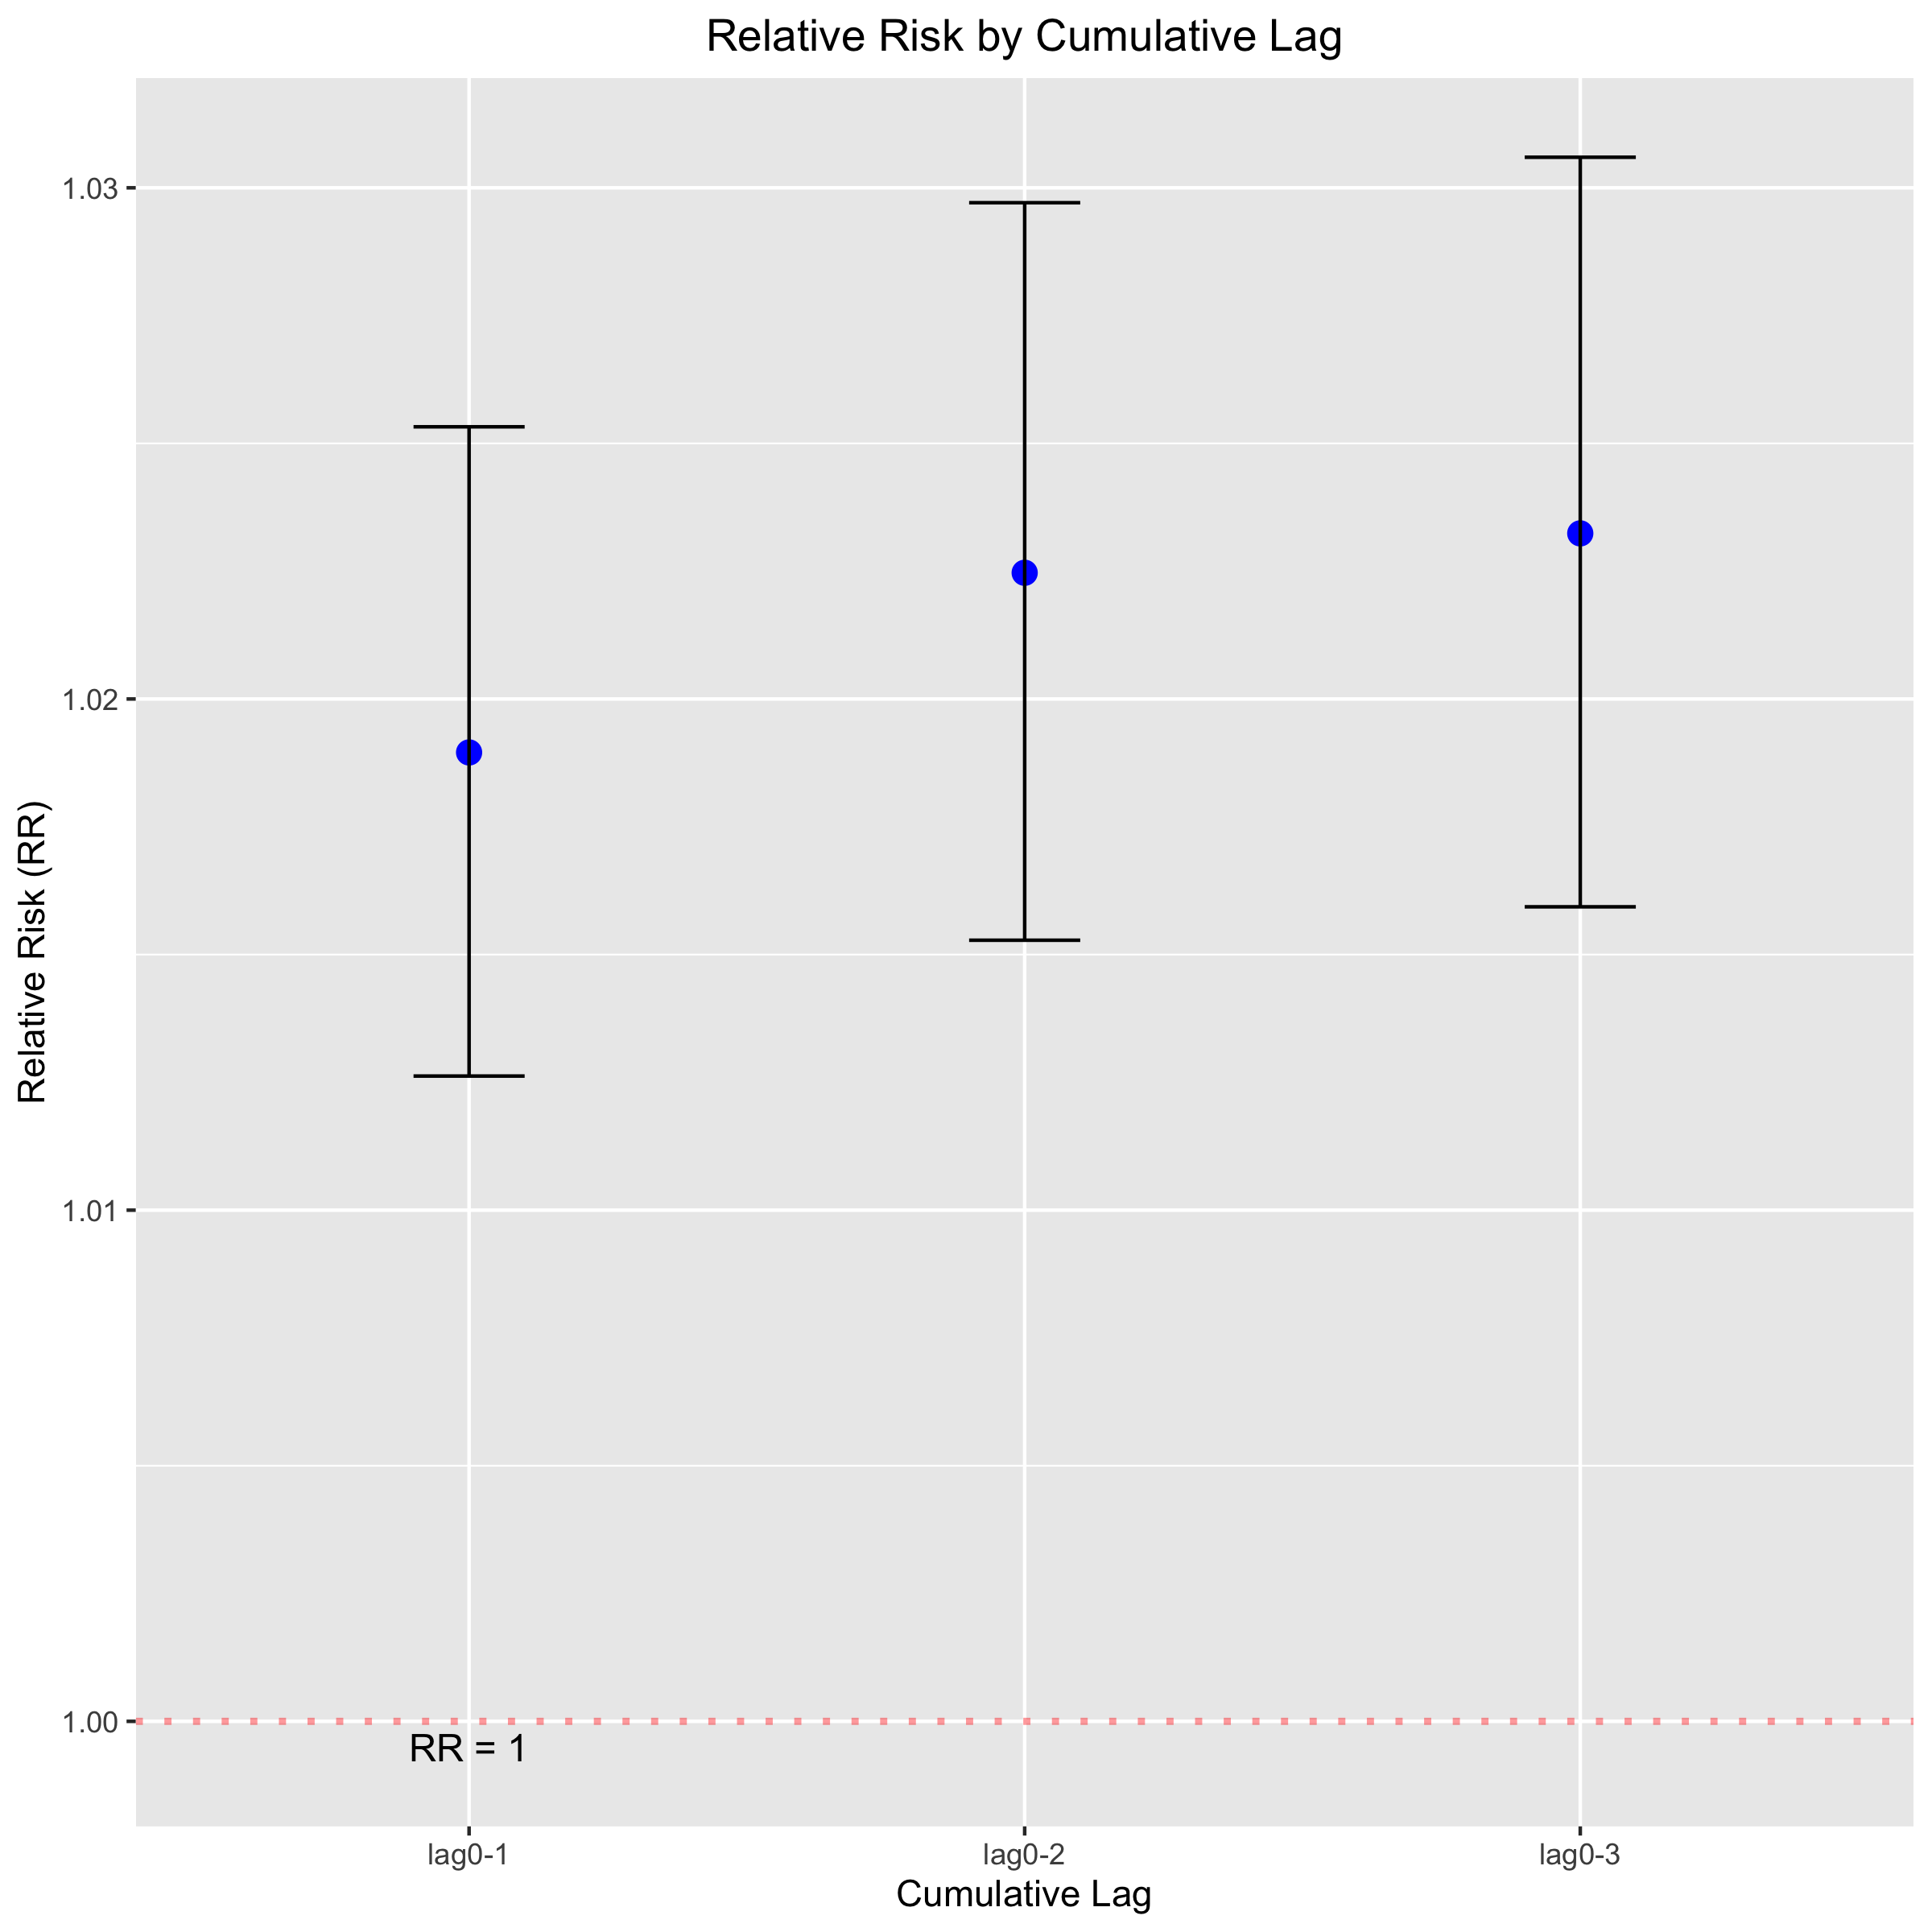 Relative Risk by Cumulative Lag
Relative Risk (RR)
1.03
1.02
1.01
1.00
RR = 1
lag0-1
lag0-2
lag0-3
Cumulative Lag